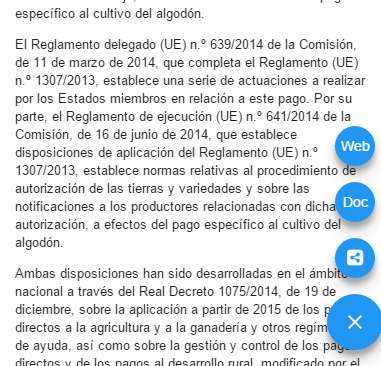 específico al cultivo del algodón.
El Reglamento delegado (UE) n.º 639/2014 de la Comisión,
de 11 de marzo de 2014, que completa el Reglamento (UE)
n.º 1307/2013, establece una serie de actuaciones a realizar
por los Estados miembros en relación a este pago. Por su
parte, el Reglamento de ejecución (UE) n.º 641/2014 de la
Comisión, de 16 de junio de 2014, que establece
disposiciones de aplicación del Reglamento (UE) n.º
1307/2013, establece normas relativas al procedimiento de
autorización de las tierras y variedades y sobre las
notificaciones a los productores relacionadas con dicha
autorización, a efectos del pago específico al cultivo del
algodón.
Ambas disposiciones han sido desarrolladas en el ámbito
nacional a través del Real Decreto 1075/2014, de 19 de
diciembre, sobre la aplicación a partir de 2015 de los
directos a la agricultura y a la ganadería y otros
de ayuda, así como sobre la gestión y control de los pagos
directos y de los pagos al desarrollo rural, modificado por el
Web
Doc